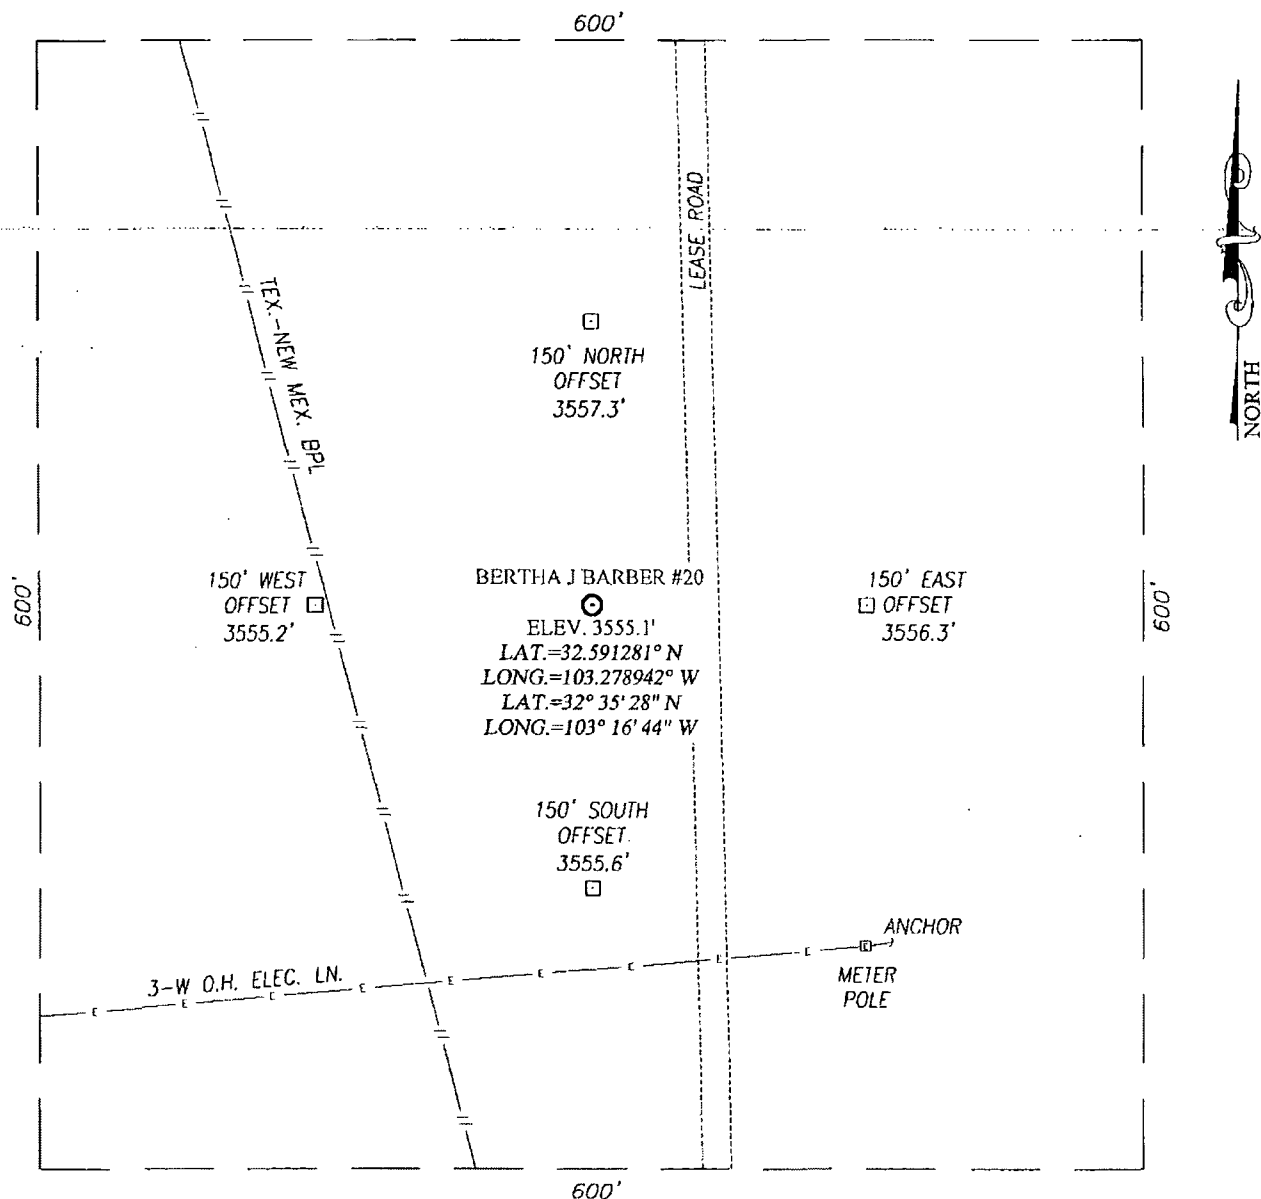 600'
LEASE ROAD
TEX.-NEW MEX. BPL
NORTH
150' NORTH
OFFSET
3557.3'
600'
150' WEST
OFFSET
3555.2'
BERTHA J BARBER #20
ELEV. 3555.1'
LAT.=32.591281° N
LONG.=103.278942° W
LAT.=32° 35' 28" N
LONG.=103° 16' 44" W
150' EAST
OFFSET
3556.3'
600'
150' SOUTH
OFFSET
3555.6'
ANCHOR
METER
POLE
3-W O.H. ELEC. LN.
E E E E E E E E E E
600'